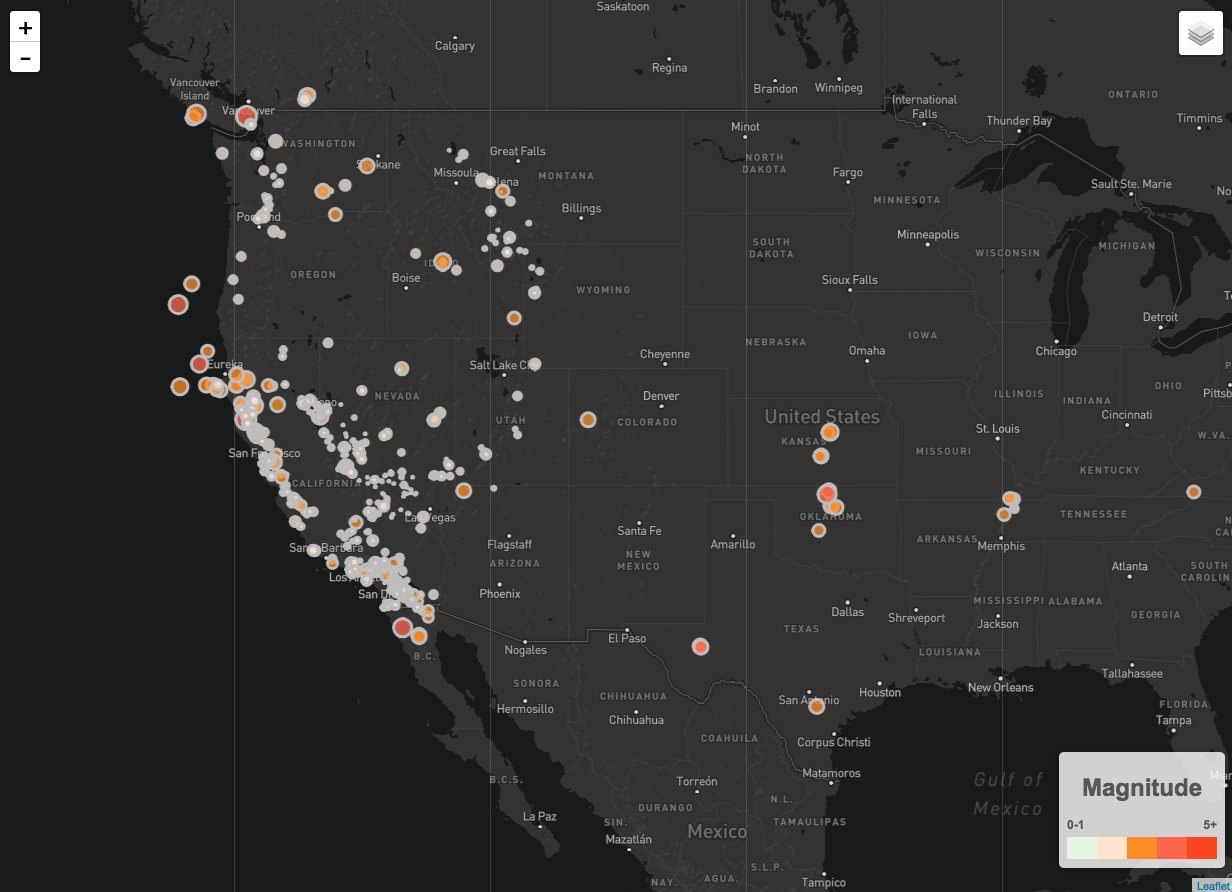 Saskatoon
+
−
Calgary
Regina
Vancouver
Island
Brandon
Winnipeg
ONTARIO
International
Falls
Vancouver
Thunder Bay
Timmins
Minot
WASHINGTON
Great Falls
NORTH
DAKOTA
Spokane
Missoula
Helena
MONTANA
Fargo
Sault Ste. Marie
No
MINNESOTA
Billings
Portland
Minneapolis
SOUTH
DAKOTA
WISCONSIN
MICHIGAN
IDAHO
OREGON
Boise
Sioux Falls
WYOMING
T
Detroit
IOWA
NEBRASKA
Omaha
Chicago
Cheyenne
Eureka
Salt Lake City
OHIO
Pittsb
NEVADA
Denver
ILLINOIS
INDIANA
Reno
UTAH
COLORADO
United States
Cincinnati
St. Louis
W.VA.
KANSAS
San Francisco
MISSOURI
KENTUCKY
CALIFORNIA
Las Vegas
OKLAHOMA
TENNESSEE
N
CA
Santa Fe
Santa Barbara
Flagstaff
Amarillo
ARKANSAS
Memphis
NEW
MEXICO
ARIZONA
Atlanta
SOUTH
CAROLIN
Los Angeles
San Diego
Phoenix
MISSISSIPPI
ALABAMA
Dallas
Shreveport
Jackson
GEORGIA
TEXAS
El Paso
Nogales
B.C.
LOUISIANA
Tallahassee
SONORA
New Orleans
CHIHUAHUA
San Antonio
Houston
Hermosillo
FLORIDA
Chihuahua
Tampa
COAHUILA
Corpus Christi
B.C.S.
Torreón
Matamoros
Gulf of
Mexico
Miar
Magnitude
N.L.
DURANGO
La Paz
SIN.
TAMAULIPAS
0-1
5+
Mexico
Mazatlán
S.L.P.
NAY.
AGUA.
Tampico
Leaflet